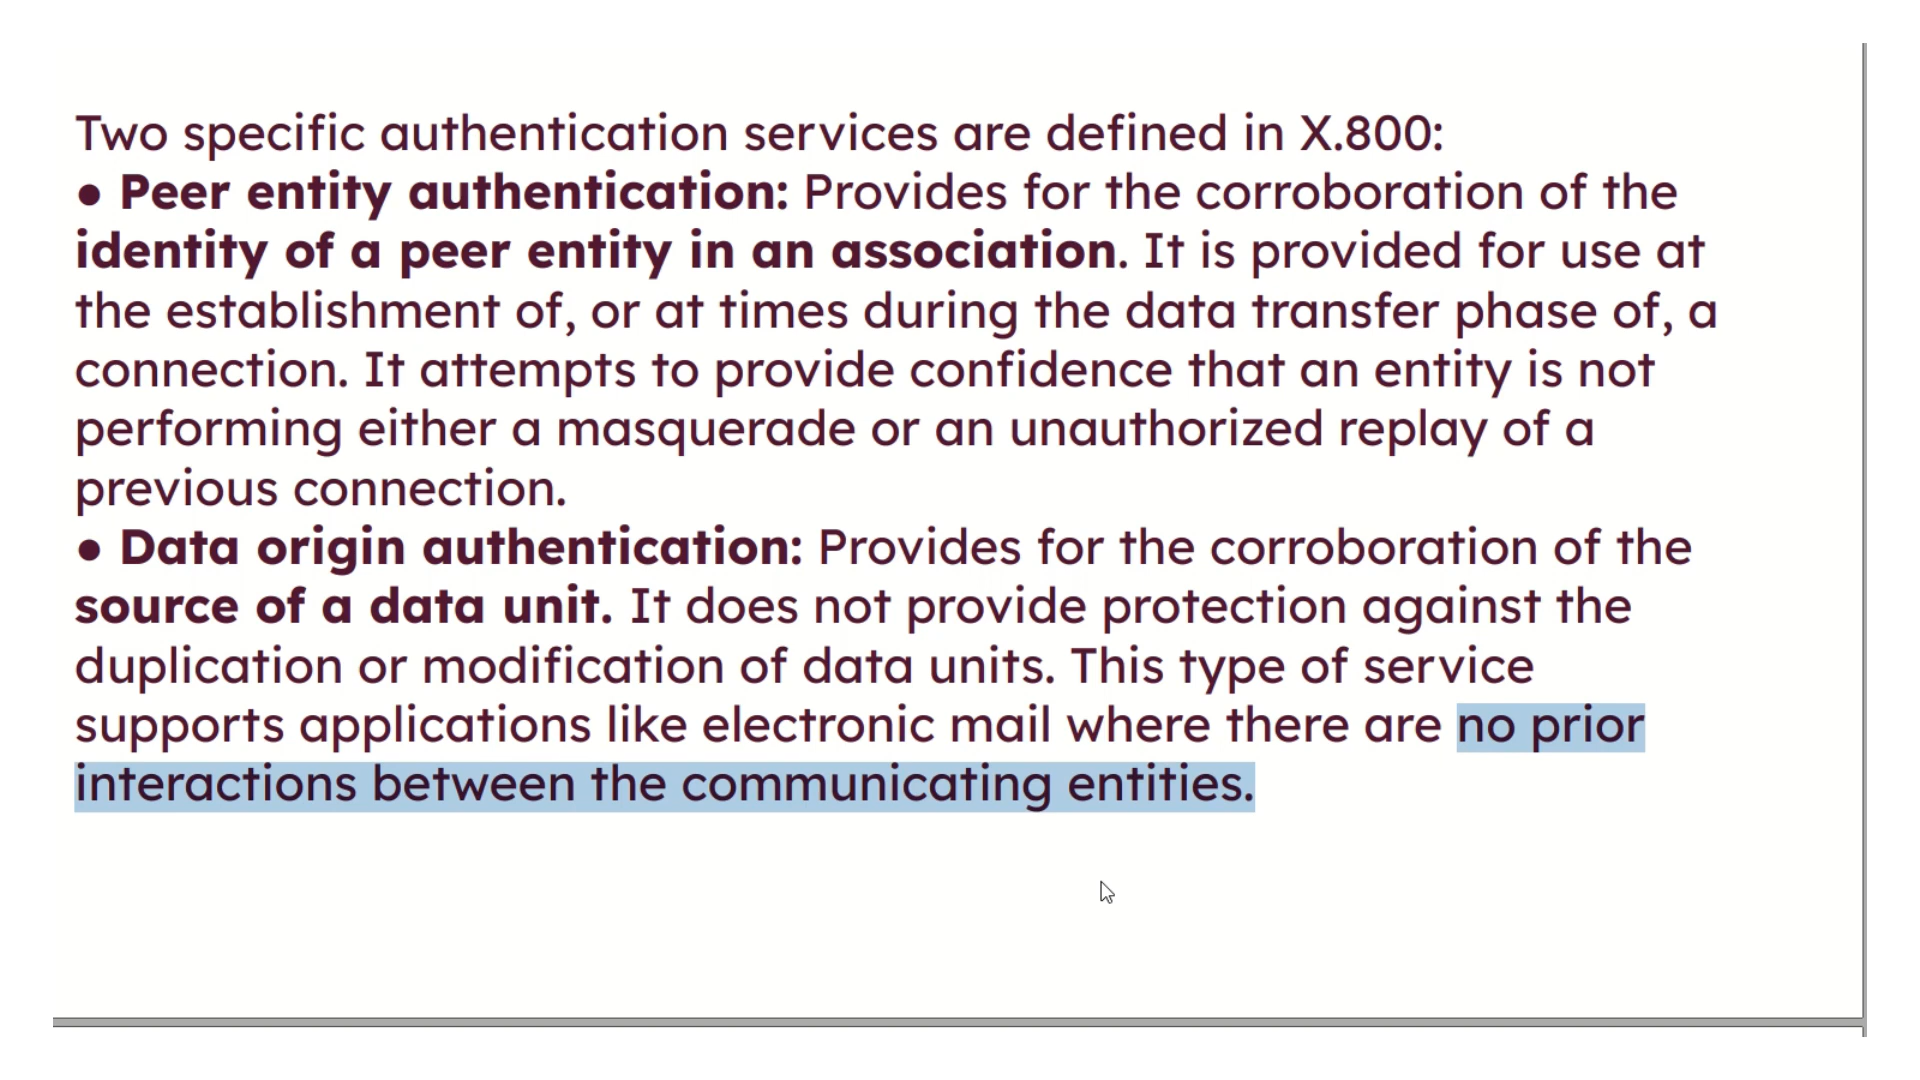 Two specific authentication services are defined in X.800:
● Peer entity authentication: Provides for the corroboration of the
identity of a peer entity in an association. It is provided for use at
the establishment of, or at times during the data transfer phase of, a
connection. It attempts to provide confidence that an entity is not
performing either a masquerade or an unauthorized replay of a
previous connection.
● Data origin authentication: Provides for the corroboration of the
source of a data unit. It does not provide protection against the
duplication or modification of data units. This type of service
supports applications like electronic mail where there are no prior
interactions between the communicating entities.